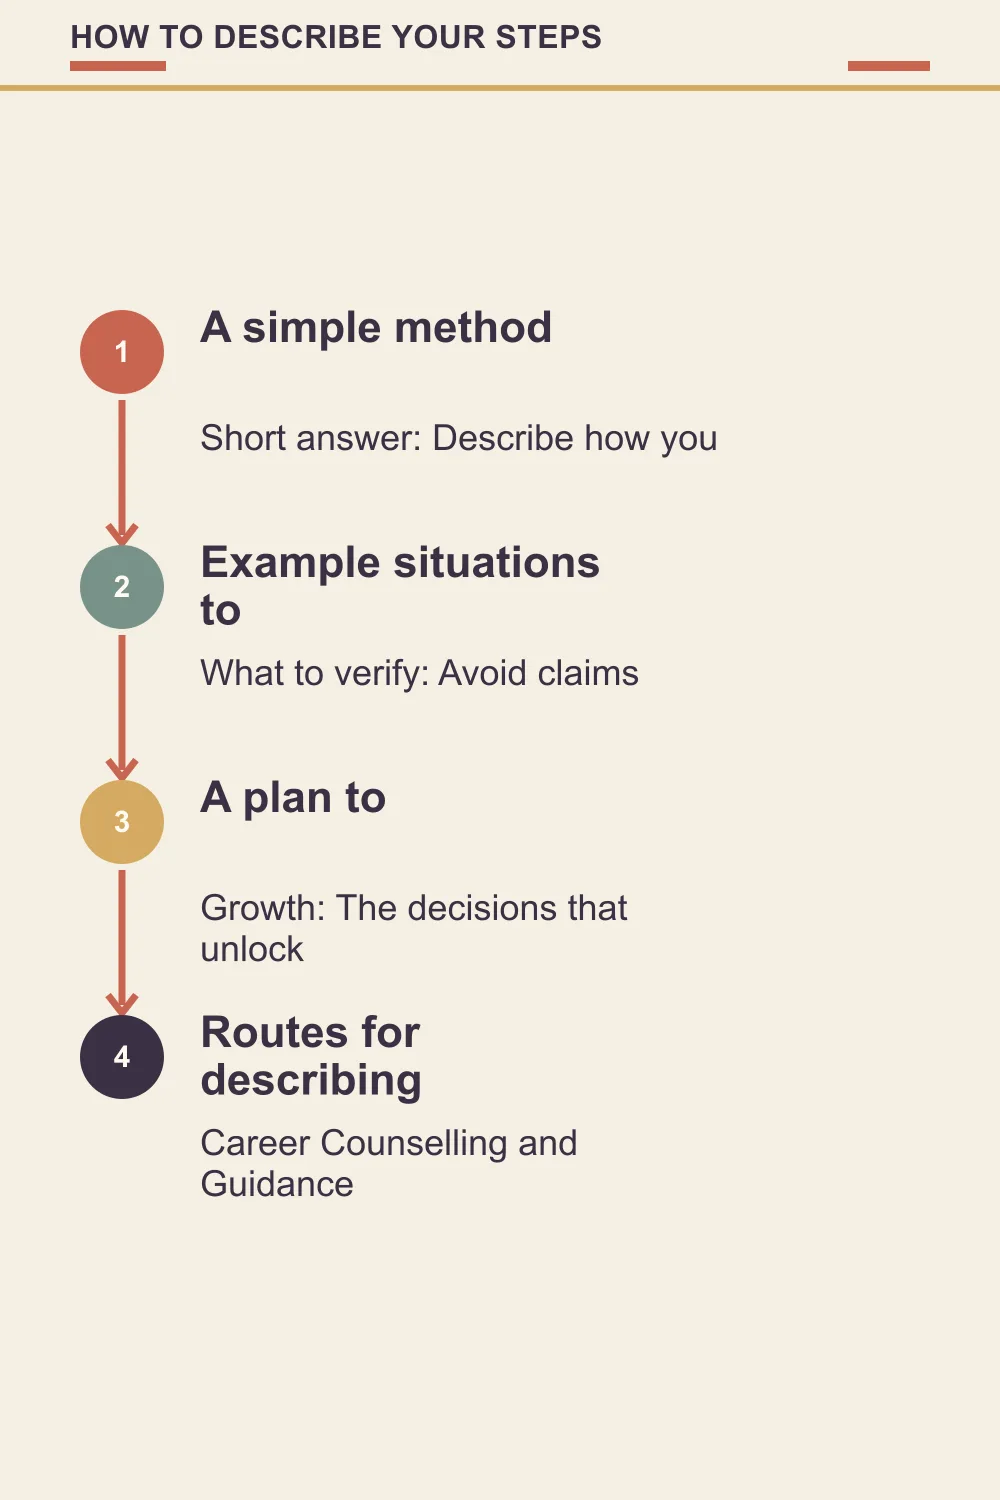 HOW TO DESCRIBE YOUR STEPS
1
A simple method
Short answer: Describe how you
2
Example situations
to
What to verify: Avoid claims
3
A plan to
Growth: The decisions that
unlock
4
Routes for
describing
Career Counselling and
Guidance